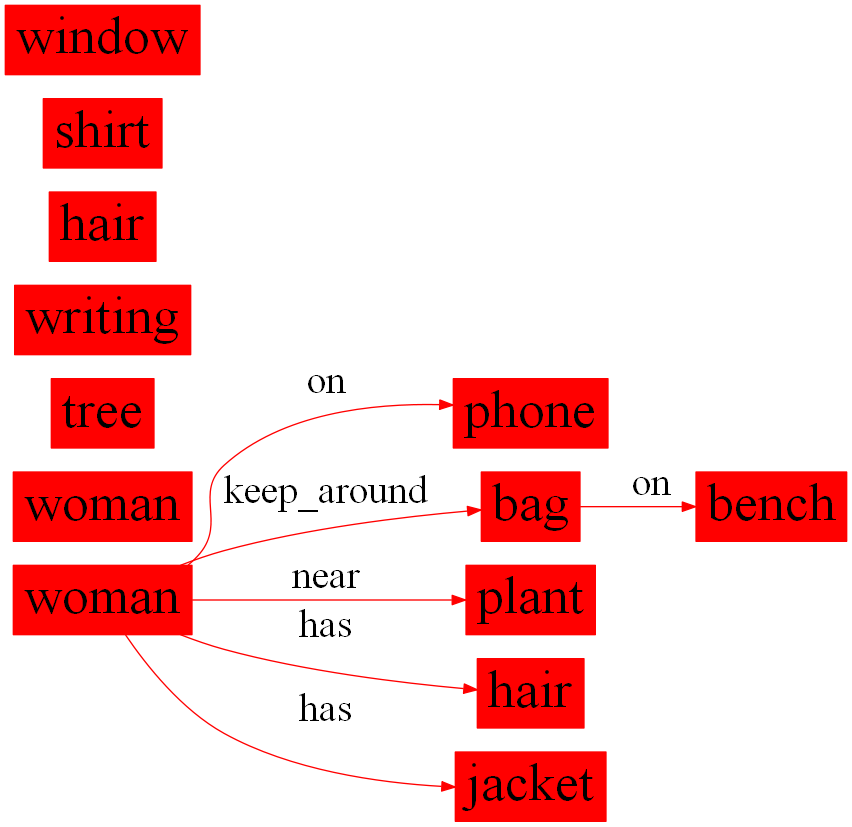 window
shirt
hair
writing
tree
on
phone
woman
keep_around
bag
on
bench
woman
near
plant
has
hair
has
jacket